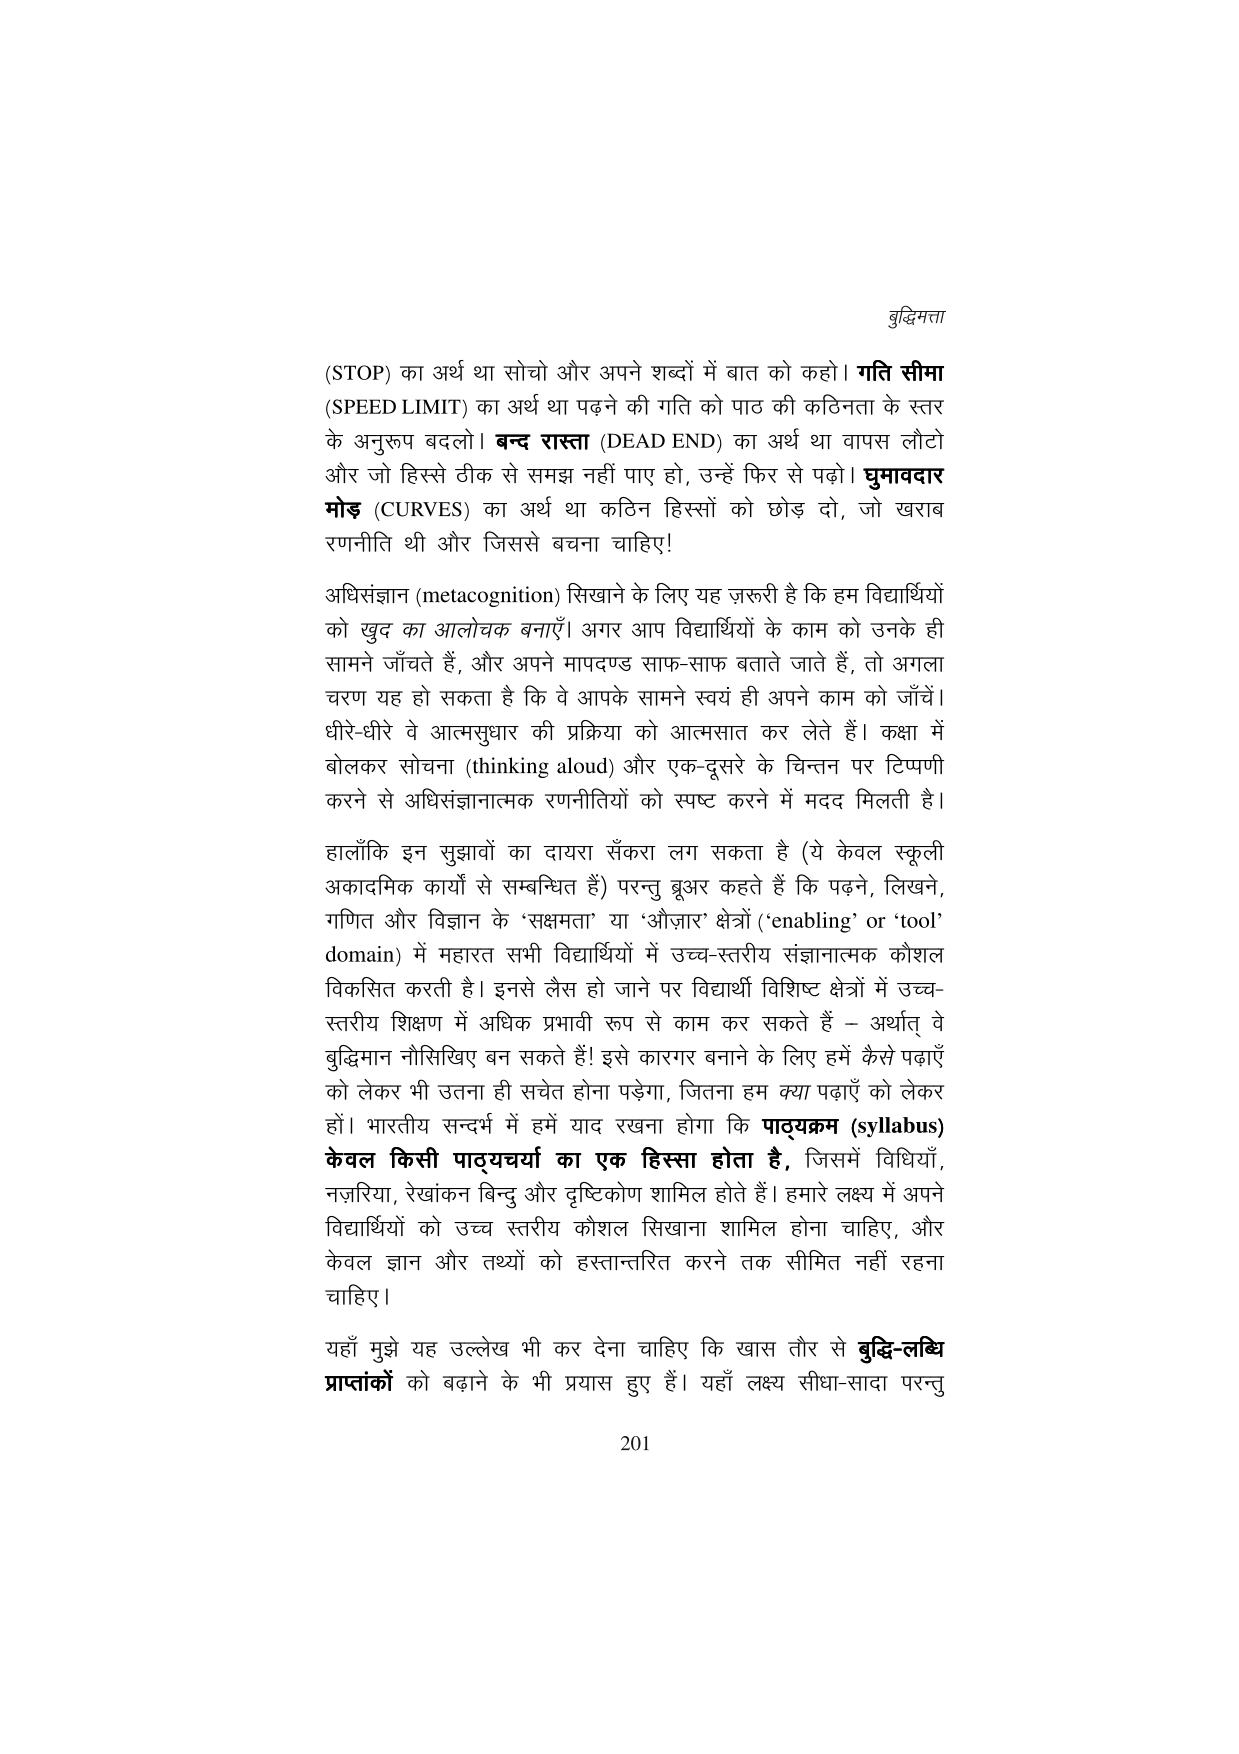 बुद्धिमत्ता
(STOP) का अर्थ था सोचो और अपने शब्दों में बात को कहो। गति सीमा
(SPEED LIMIT) का अर्थ था पढ़ने की गति को पाठ की कठिनता के स्तर
के अनुरूप बदलो। बन्द रास्ता (DEAD END) का अर्थ था वापस लौटो
और जो हिस्से ठीक से समझ नहीं पाए हो, उन्हें फिर से पढ़ो। घुमावदार
मोड़ (CURVES) का अर्थ था कठिन हिस्सों को छोड़ दो, जो खराब
रणनीति थी और जिससे बचना चाहिए!
अधिसंज्ञान (metacognition) सिखाने के लिए यह ज़रूरी है कि हम विद्यार्थियों
को खुद का आलोचक बनाएँ। अगर आप विद्यार्थियों के काम को उनके ही
सामने जाँचते हैं, और अपने मापदण्ड साफ-साफ बताते जाते हैं, तो अगला
चरण यह हो सकता है कि वे आपके सामने स्वयं ही अपने काम को जाँचें।
धीरे-धीरे वे आत्मसुधार की प्रक्रिया को आत्मसात कर लेते हैं। कक्षा में
बोलकर सोचना (thinking aloud) और एक-दूसरे के चिन्तन पर टिप्पणी
करने से अधिसंज्ञानात्मक रणनीतियों को स्पष्ट करने में मदद मिलती है।
हालाँकि इन सुझावों का दायरा सँकरा लग सकता है (ये केवल स्कूली
अकादमिक कार्यों से सम्बन्धित हैं) परन्तु ब्रूअर कहते हैं कि पढ़ने, लिखने,
गणित और विज्ञान के ‘सक्षमता’ या ‘औज़ार’ क्षेत्रों (‘enabling’ or ‘tool’
domain) में महारत सभी विद्यार्थियों में उच्च-स्तरीय संज्ञानात्मक कौशल
विकसित करती है। इनसे लैस हो जाने पर विद्यार्थी विशिष्ट क्षेत्रों में उच्च-
स्तरीय शिक्षण में अधिक प्रभावी रूप से काम कर सकते हैं – अर्थात् वे
बुद्धिमान नौसिखिए बन सकते हैं! इसे कारगर बनाने के लिए हमें कैसे पढ़ाएँ
को लेकर भी उतना ही सचेत होना पड़ेगा, जितना हम क्या पढ़ाएँ को लेकर
हों। भारतीय सन्दर्भ में हमें याद रखना होगा कि पाठ्यक्रम (syllabus)
केवल किसी पाठ्यचर्या का एक हिस्सा होता है, जिसमें विधियाँ,
नज़रिया, रेखांकन बिन्दु और दृष्टिकोण शामिल होते हैं। हमारे लक्ष्य में अपने
विद्यार्थियों को उच्च स्तरीय कौशल सिखाना शामिल होना चाहिए, और
केवल ज्ञान और तथ्यों को हस्तान्तरित करने तक सीमित नहीं रहना
चाहिए।
यहाँ मुझे यह उल्लेख भी कर देना चाहिए कि खास तौर से बुद्धि-लब्धि
प्राप्तांकों को बढ़ाने के भी प्रयास हुए हैं। यहाँ लक्ष्य सीधा-सादा परन्तु
201